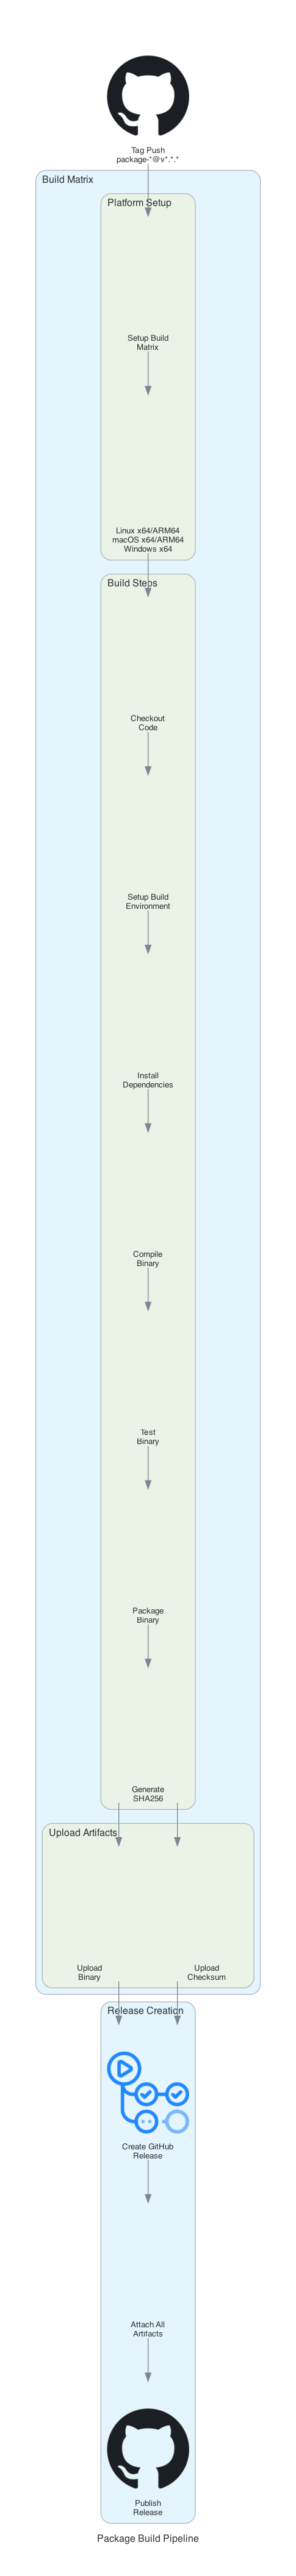 Tag Push
package-*@v*.*.*
Build Matrix
Platform Setup
Setup Build
Matrix
Linux x64/ARM64
macOS x64/ARM64
Windows x64
Build Steps
Checkout
Code
Setup Build
Environment
Install
Dependencies
Compile
Binary
Test
Binary
Package
Binary
Generate
SHA256
Upload Artifacts
Upload
Binary
Upload
Checksum
Release Creation
Create GitHub
Release
Attach All
Artifacts
Publish
Release
Package Build Pipeline